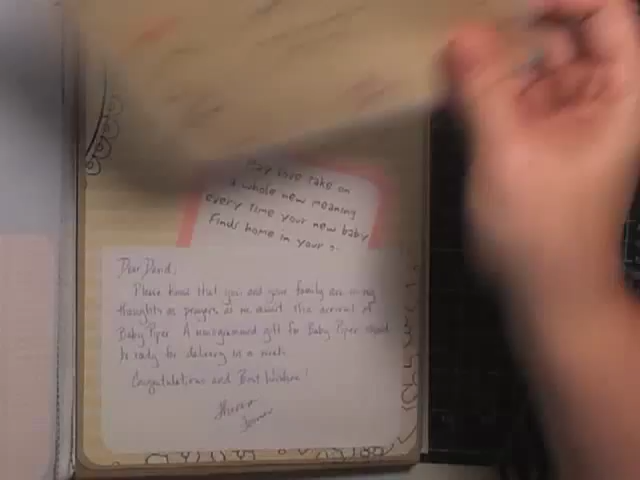 May love take on
a whole new meaning
every time your new baby
finds home in your
Dear David,
Please know that you and your family are in my
thoughts & prayers as we await the arrival of
Baby Piper. A monogrammed gift for Baby Piper should
be ready for delivery in a week.
Congratulations and Best Wishes!